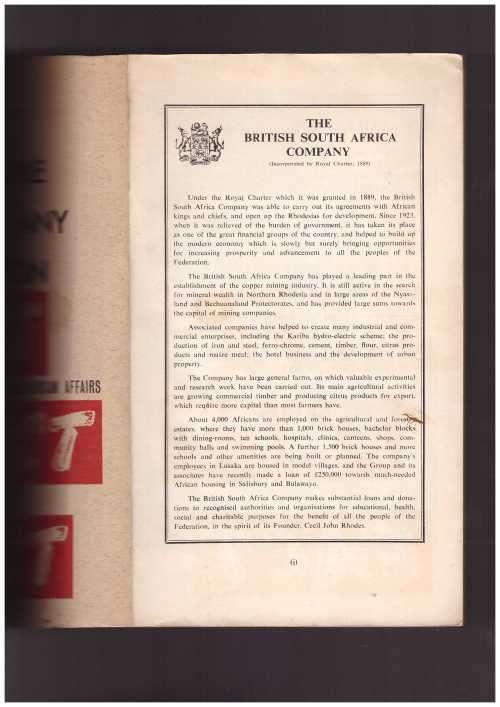 THE
BRITISH SOUTH AFRICA
COMPANY
(Incorporated by Royal Charter, 1889)
Under the Royal Charter which it was granted in 1889, the British
South Africa Company was able to carry out its agreements with African
kings and chiefs, and open up the Rhodesias for development. Since 1923,
when it was relieved of the burden of government, it has taken its place
as one of the great financial groups of the country, and helped to build up
the modern economy which is slowly but surely bringing opportunities
for increasing prosperity and advancement to all the peoples of the
Federation.
The British South Africa Company has played a leading part in the
establishment of the copper mining industry. It is still active in the search
for mineral wealth in Northern Rhodesia and in large areas of the Nyasa-
land and Bechuanaland Protectorates, and has provided large sums towards
the capital of mining companies.
Associated companies have helped to create many industrial and com-
mercial enterprises, including the Kariba hydro-electric scheme; the pro-
duction of iron and steel, ferro-chrome, cement, timber, flour, citrus pro-
ducts and maize meal; the hotel business and the development of urban
property.
The Company has large general farms, on which valuable experimental
and research work have been carried out. Its main agricultural activities
are growing commercial timber and producing citrus products for export,
which require more capital than most farmers have.
About 4,000 Africans are employed on the agricultural and forestry
estates, where they have more than 1,000 brick houses, bachelor blocks
with dining-rooms, ten schools, hospitals, clinics, canteens, shops, com-
munity halls and swimming pools. A further 1,500 brick houses and more
schools and other amenities are being built or planned. The company's
employees in Lusaka are housed in model villages, and the Group and its
associates have recently made a loan of £250,000 towards much-needed
African housing in Salisbury and Bulawayo.
The British South Africa Company makes substantial loans and dona-
tions to recognised authorities and organisations for educational, health,
social and charitable purposes for the benefit of all the people of the
Federation, in the spirit of its Founder, Cecil John Rhodes.
(i)
AFFAIRS